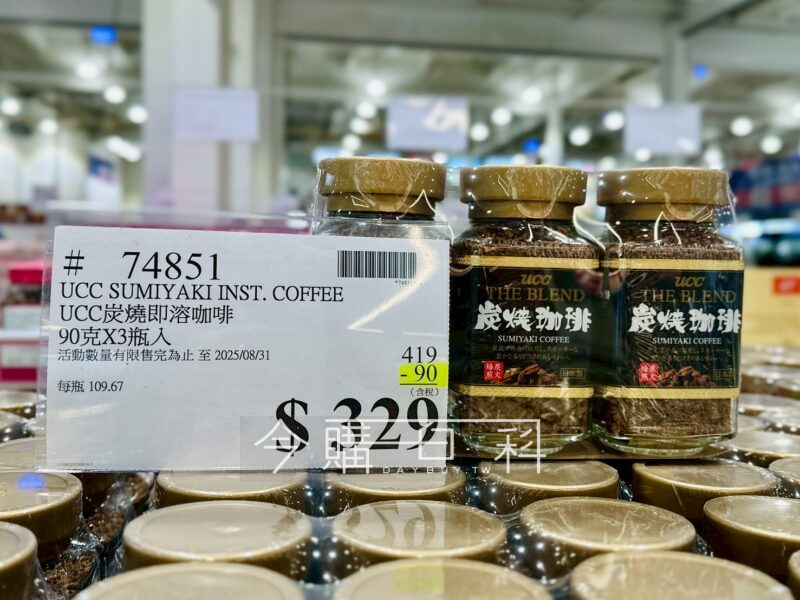 # 74851
UCC SUMIYAKI INST. COFFEE
UCC炭燒即溶咖啡
90克X3瓶入
活動數量有限售完為止 至 2025/08/31
419
-90
(含稅)
每瓶 109.67
$ 329
今購百科
DAYBUY.TW
ucc
THE BLEND
炭燒珈琲
SUMIYAKI COFFEE
ucc
THE BLEND
炭燒珈琲
SUMIYAKI COFFEE